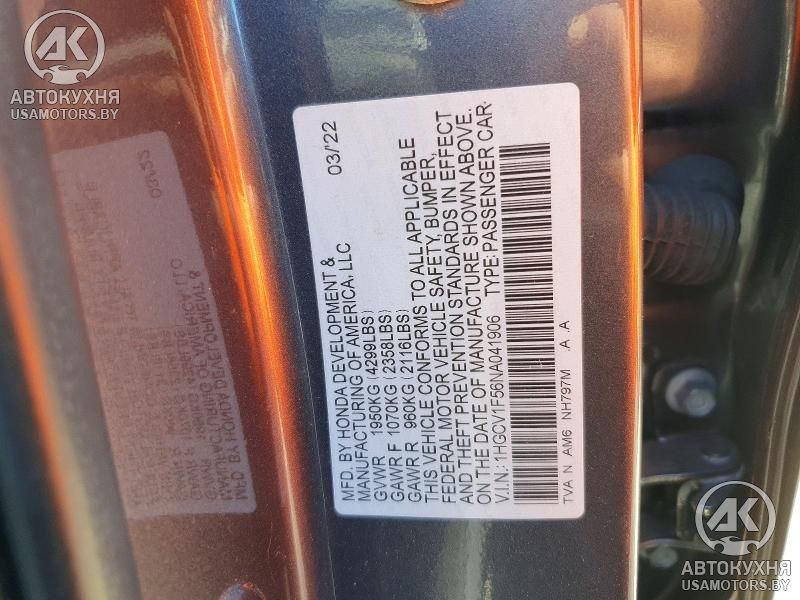 AK
АВТОКУХНЯ
USAMOTORS.BY
MFD. BY HONDA DEVELOPMENT &
MANUFACTURING OF AMERICA, LLC 03/'22
GVWR 1950KG (4299LBS)
GAWR F 1070KG (2358LBS)
GAWR R 960KG (2116LBS)
THIS VEHICLE CONFORMS TO ALL APPLICABLE
FEDERAL MOTOR VEHICLE SAFETY, BUMPER,
AND THEFT PREVENTION STANDARDS IN EFFECT
ON THE DATE OF MANUFACTURE SHOWN ABOVE.
V.I.N.: 1HGCV1F56NA041906 TYPE: PASSENGER CAR
TVA N AM6 NH797M .A .A
AK
АВТОКУХНЯ
USAMOTORS.BY